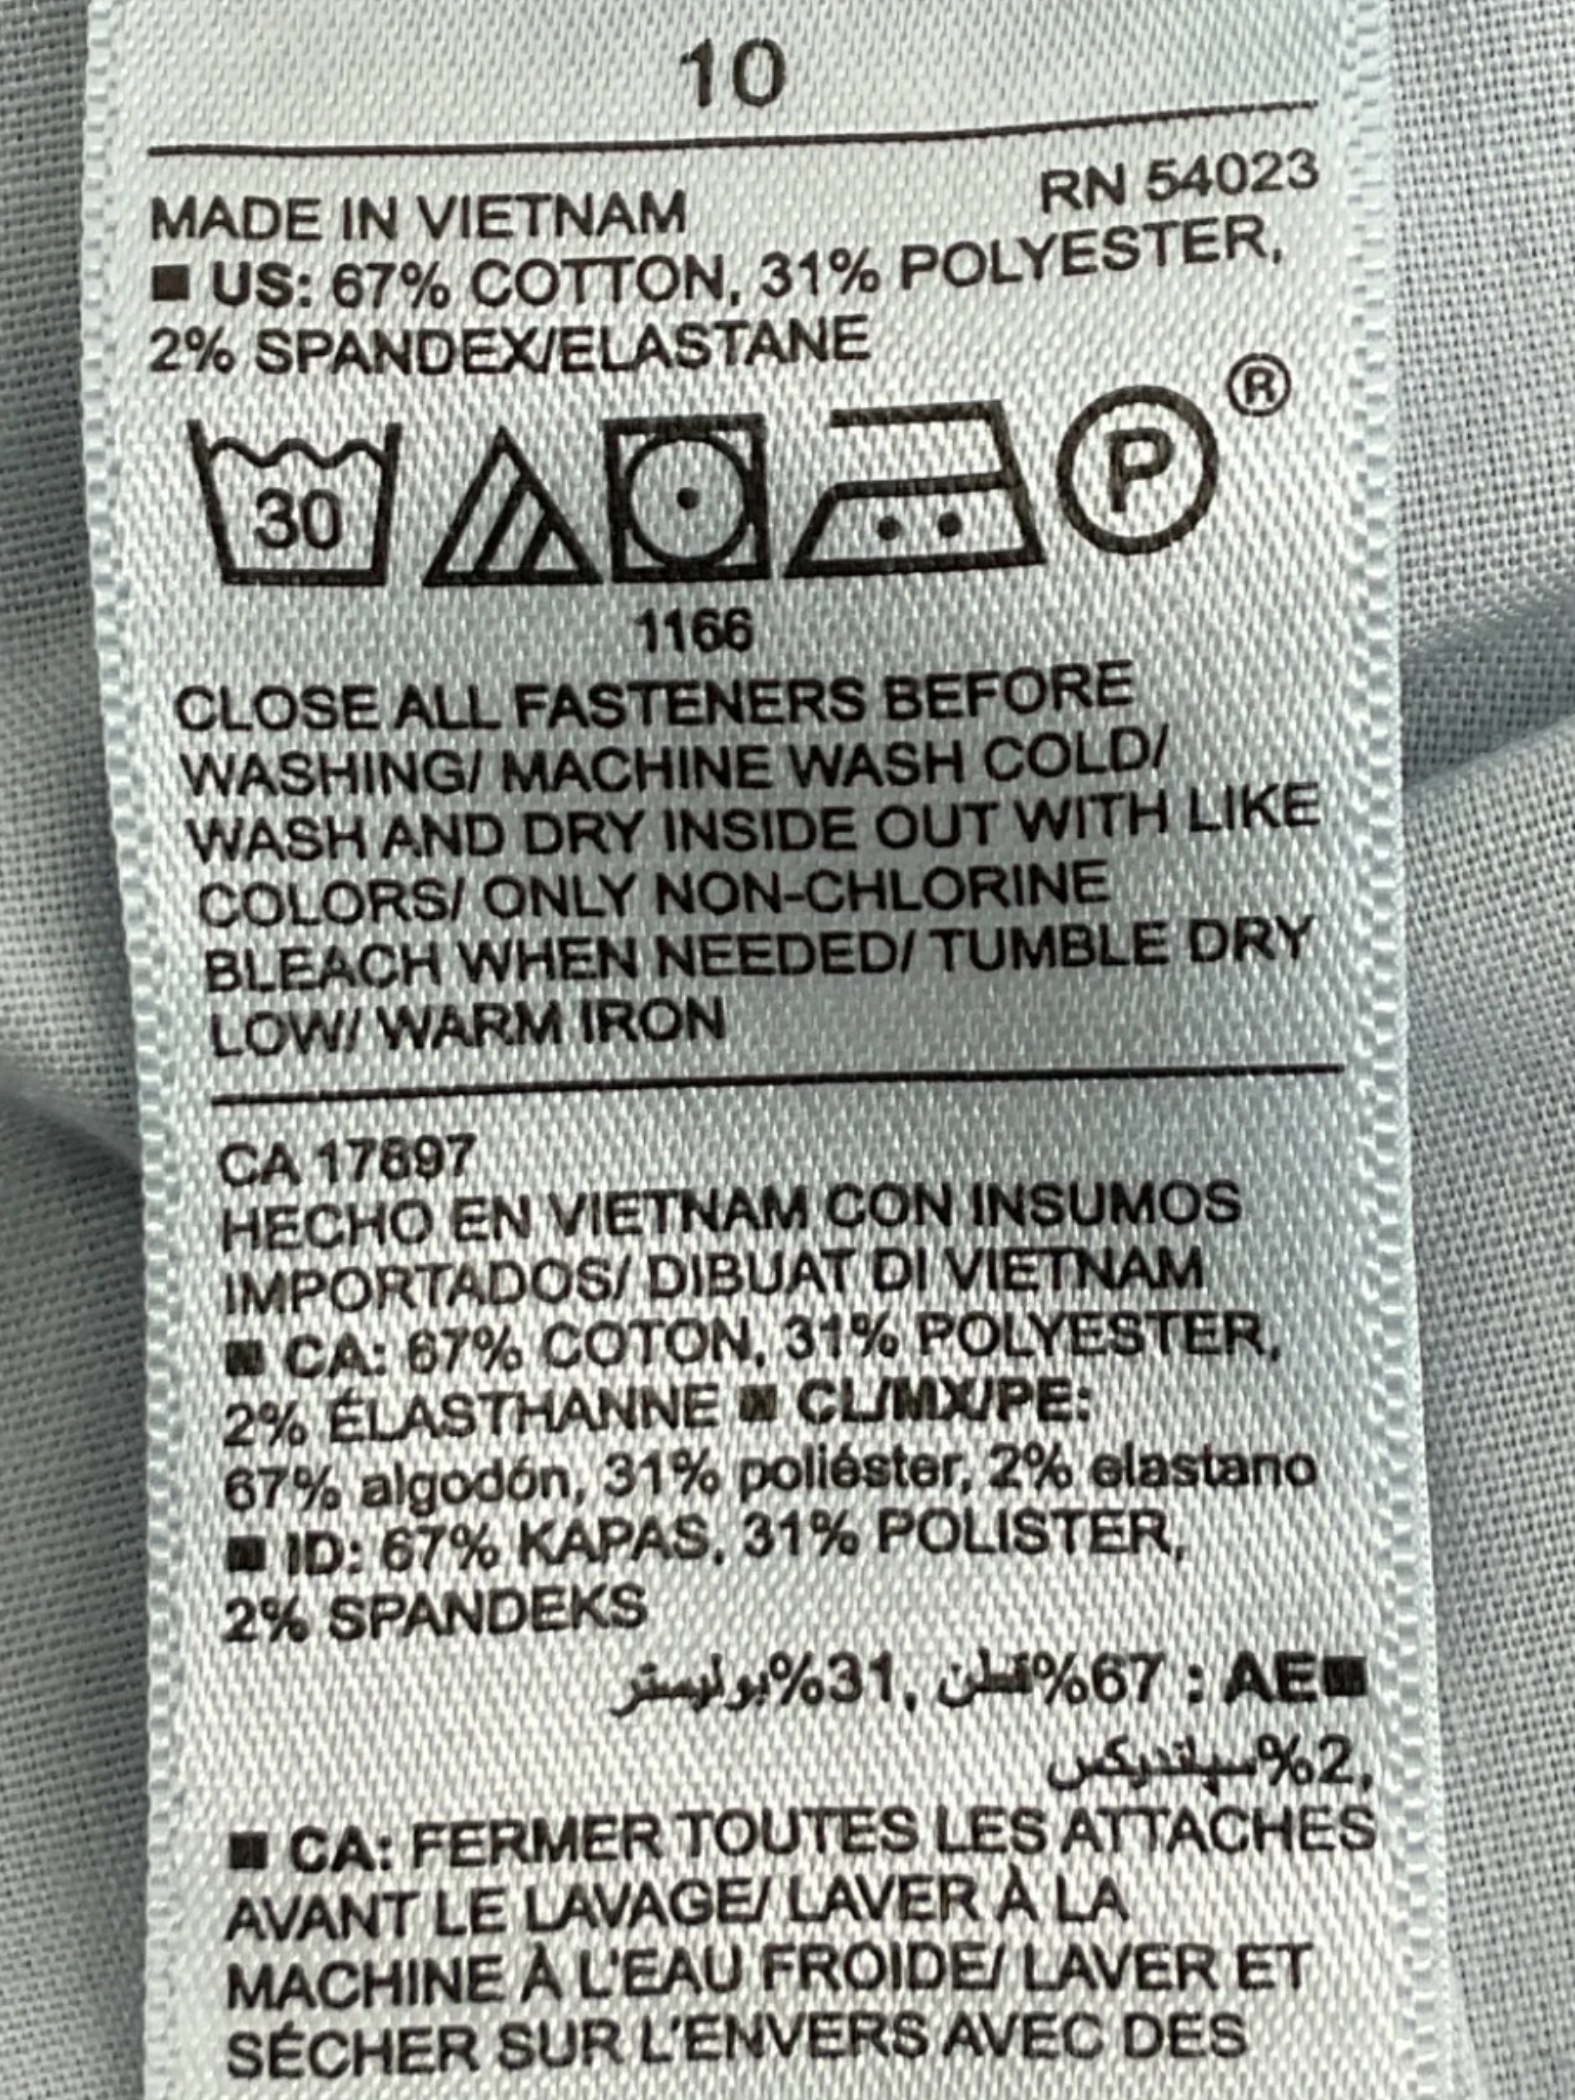 10
MADE IN VIETNAM RN 54023
■ US: 67% COTTON, 31% POLYESTER,
2% SPANDEX/ELASTANE
®
30 P
1166
CLOSE ALL FASTENERS BEFORE
WASHING/ MACHINE WASH COLD/
WASH AND DRY INSIDE OUT WITH LIKE
COLORS/ ONLY NON-CHLORINE
BLEACH WHEN NEEDED/ TUMBLE DRY
LOW/ WARM IRON
CA 17897
HECHO EN VIETNAM CON INSUMOS
IMPORTADOS/ DIBUAT DI VIETNAM
■ CA: 67% COTON, 31% POLYESTER,
2% ÉLASTHANNE ■ CL/MX/PE:
67% algodón, 31% poliéster, 2% elastano
■ ID: 67% KAPAS, 31% POLISTER,
2% SPANDEKS
■AE : 67%قطن ,31%بوليستر
,2%سباندیکس
■ CA: FERMER TOUTES LES ATTACHES
AVANT LE LAVAGE/ LAVER À LA
MACHINE À L'EAU FROIDE/ LAVER ET
SÉCHER SUR L'ENVERS AVEC DES